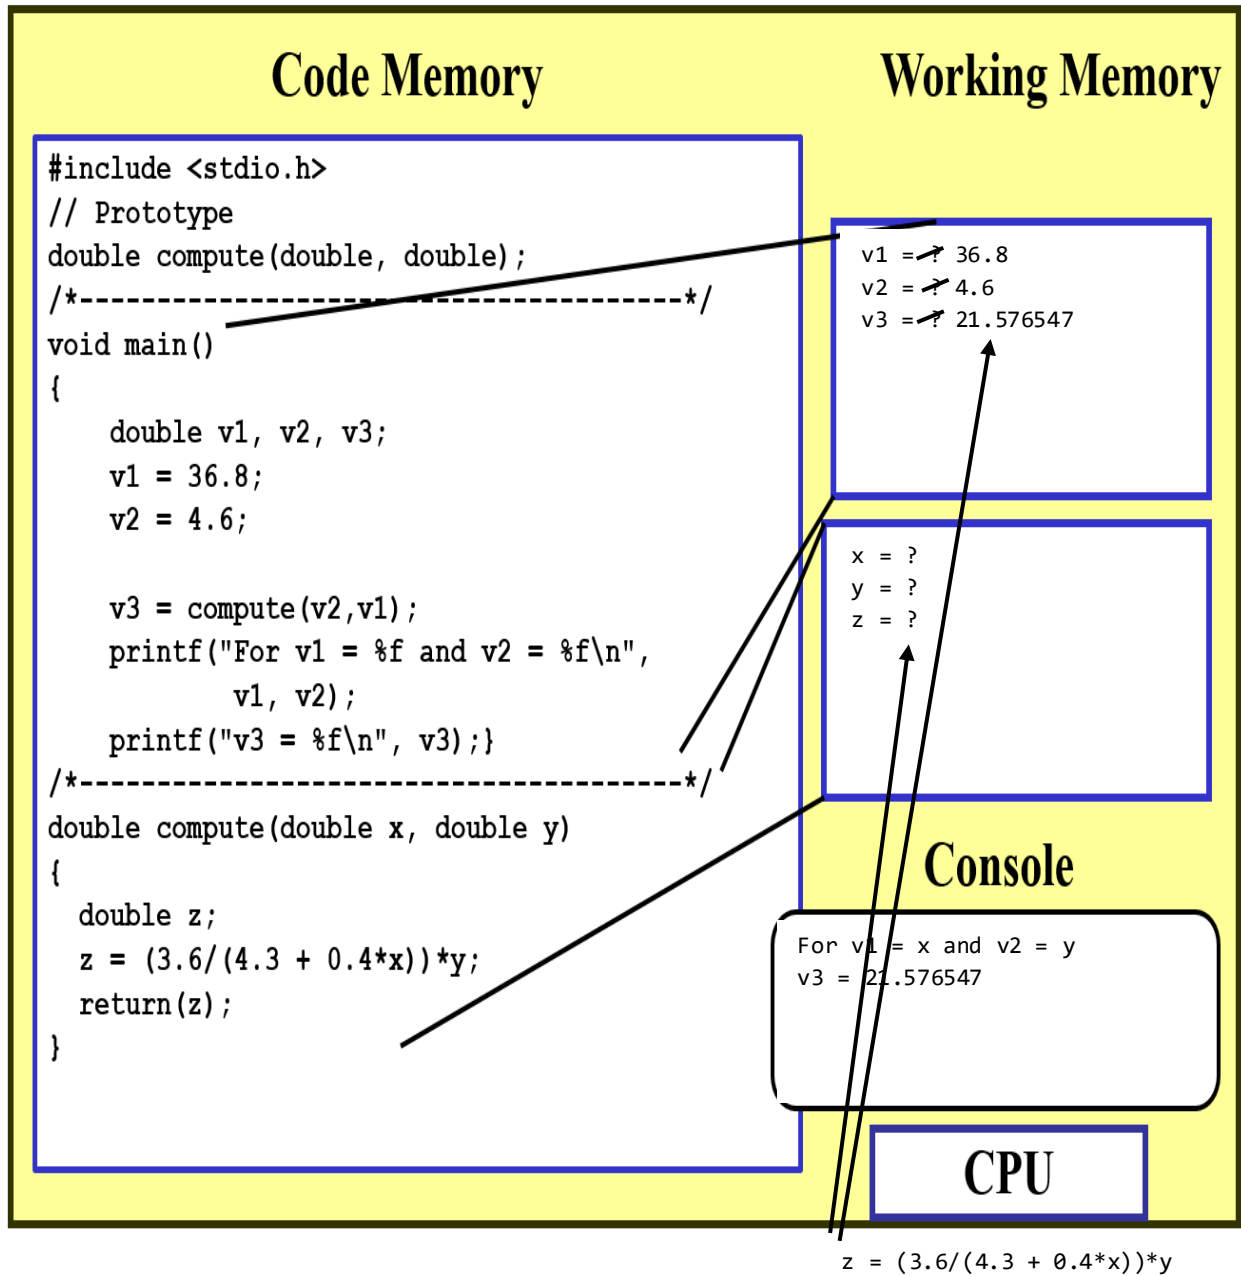 Code Memory
Working Memory
#include <stdio.h>
// Prototype
double compute(double, double);
/*---------------------------------------*/
void main()
{
    double v1, v2, v3;
    v1 = 36.8;
    v2 = 4.6;
    v3 = compute(v2,v1);
    printf("For v1 = %f and v2 = %f\n",
            v1, v2);
    printf("v3 = %f\n", v3);}
/*---------------------------------------*/
double compute(double x, double y)
{
  double z;
  z = (3.6/(4.3 + 0.4*x))*y;
  return(z);
}
v1 = ? 36.8
v2 = ? 4.6
v3 = ? 21.576547
x = ?
y = ?
z = ?
Console
For v1 = x and v2 = y
v3 = 21.576547
CPU
z = (3.6/(4.3 + 0.4*x))*y